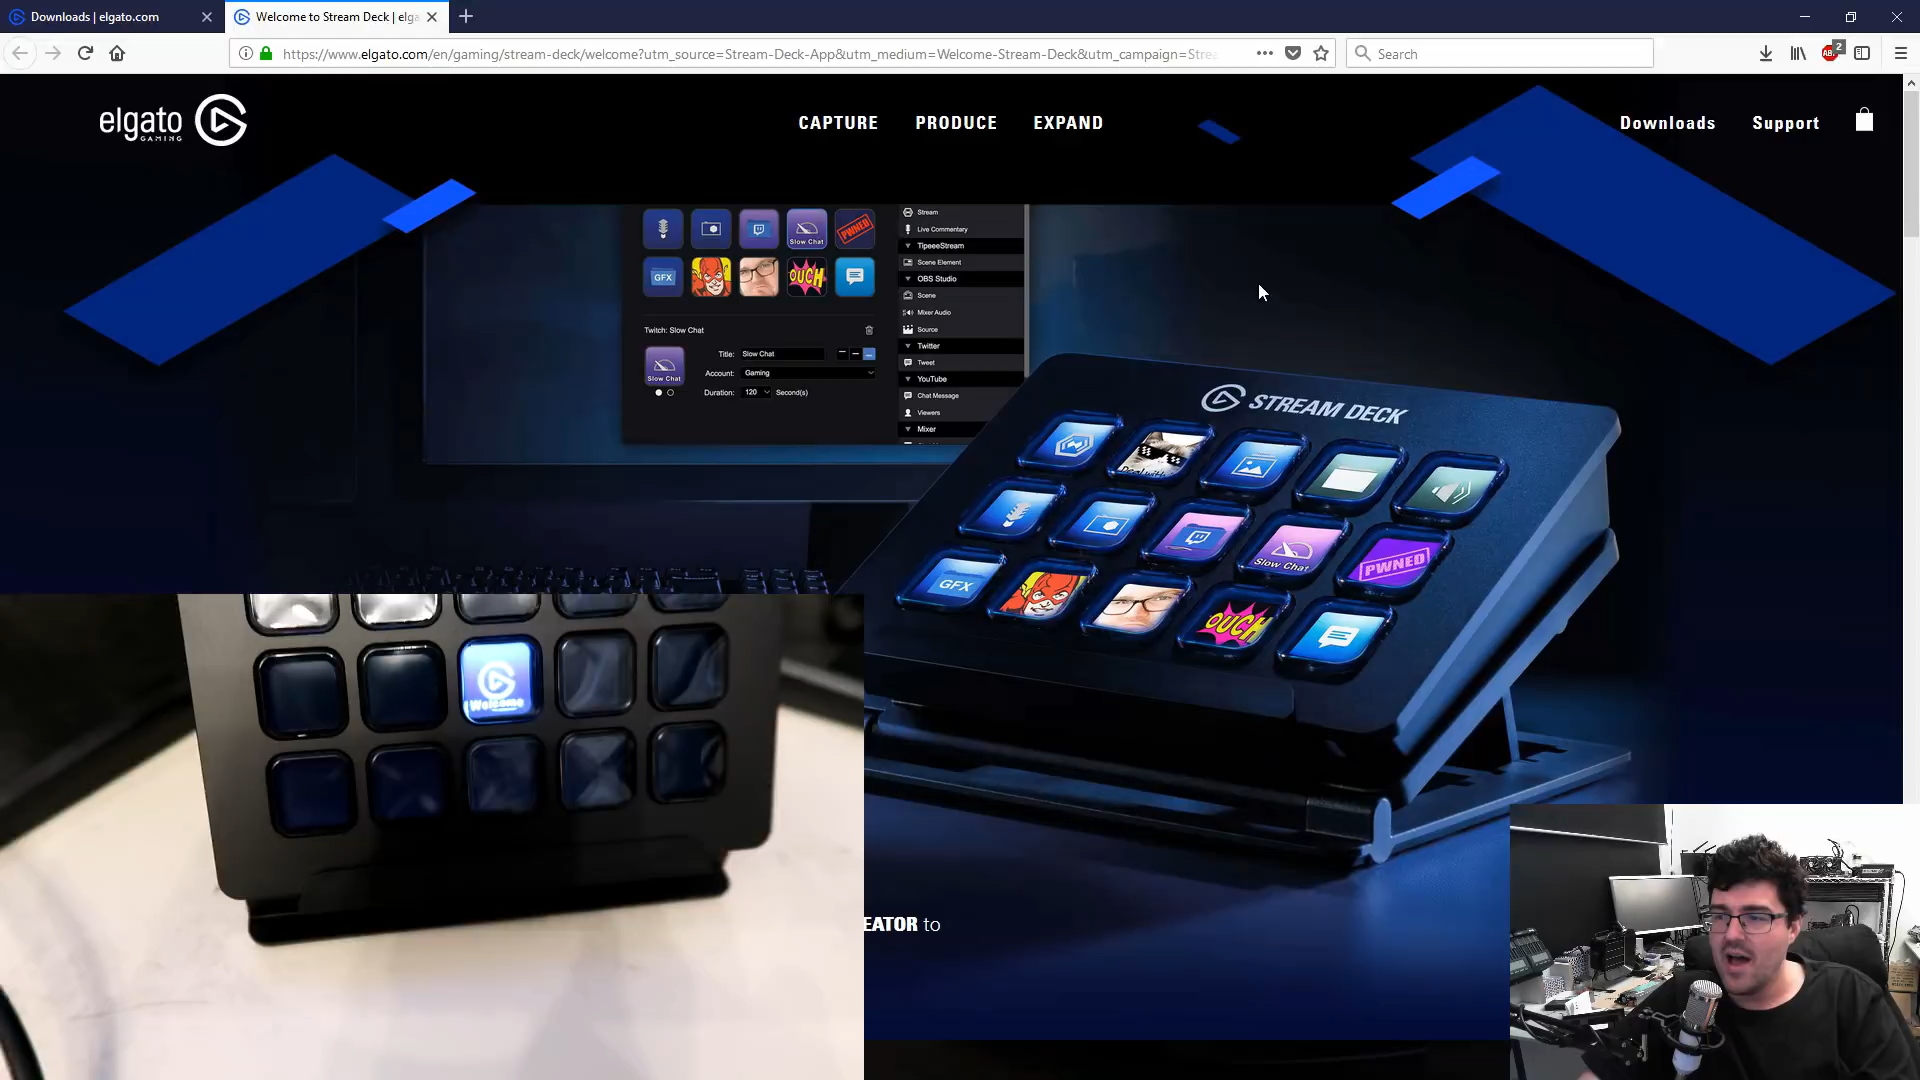 Downloads | elgato.com
Welcome to Stream Deck | elga
https://www.elgato.com/en/gaming/stream-deck/welcome?utm_source=Stream-Deck-App&utm_medium=Welcome-Stream-Deck&utm_campaign=Stre
Search
2
elgato
GAMING
CAPTURE
PRODUCE
EXPAND
Downloads
Support
Slow Chat
PWNED
GFX
OUCH
Twitch: Slow Chat
Slow Chat
Title:
Slow Chat
Account:
Gaming
Duration:
120
Second(s)
Stream
Live Commentary
TipeeeStream
Scene Element
OBS Studio
Scene
Mixer Audio
Source
Twitter
Tweet
YouTube
Chat Message
Viewers
Mixer
STREAM DECK
Slow Chat
PWNED
GFX
OUCH
Welcome
EATOR to